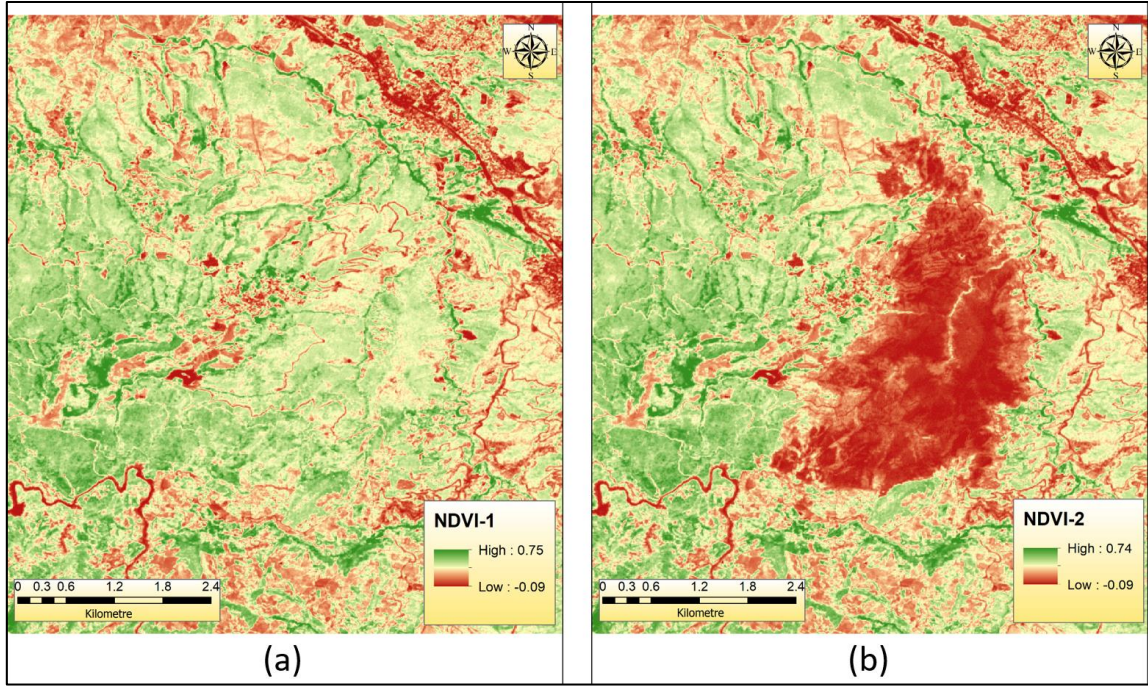 N
W E
S
NDVI-1
High : 0.75
Low : -0.09
0 0.3 0.6 1.2 1.8 2.4
Kilometre
(a)
N
W E
S
NDVI-2
High : 0.74
Low : -0.09
0 0.3 0.6 1.2 1.8 2.4
Kilometre
(b)